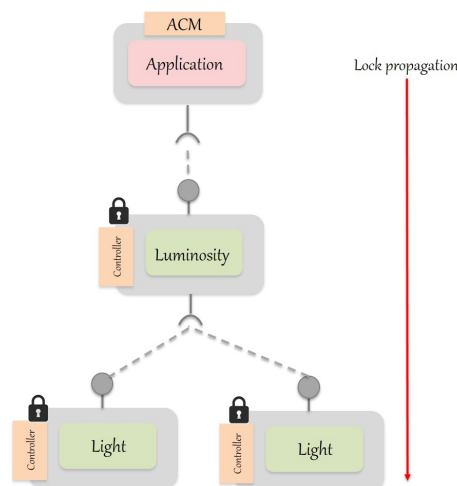 ACM
Application
Lock propagation
Controller
Luminosity
Controller
Light
Controller
Light